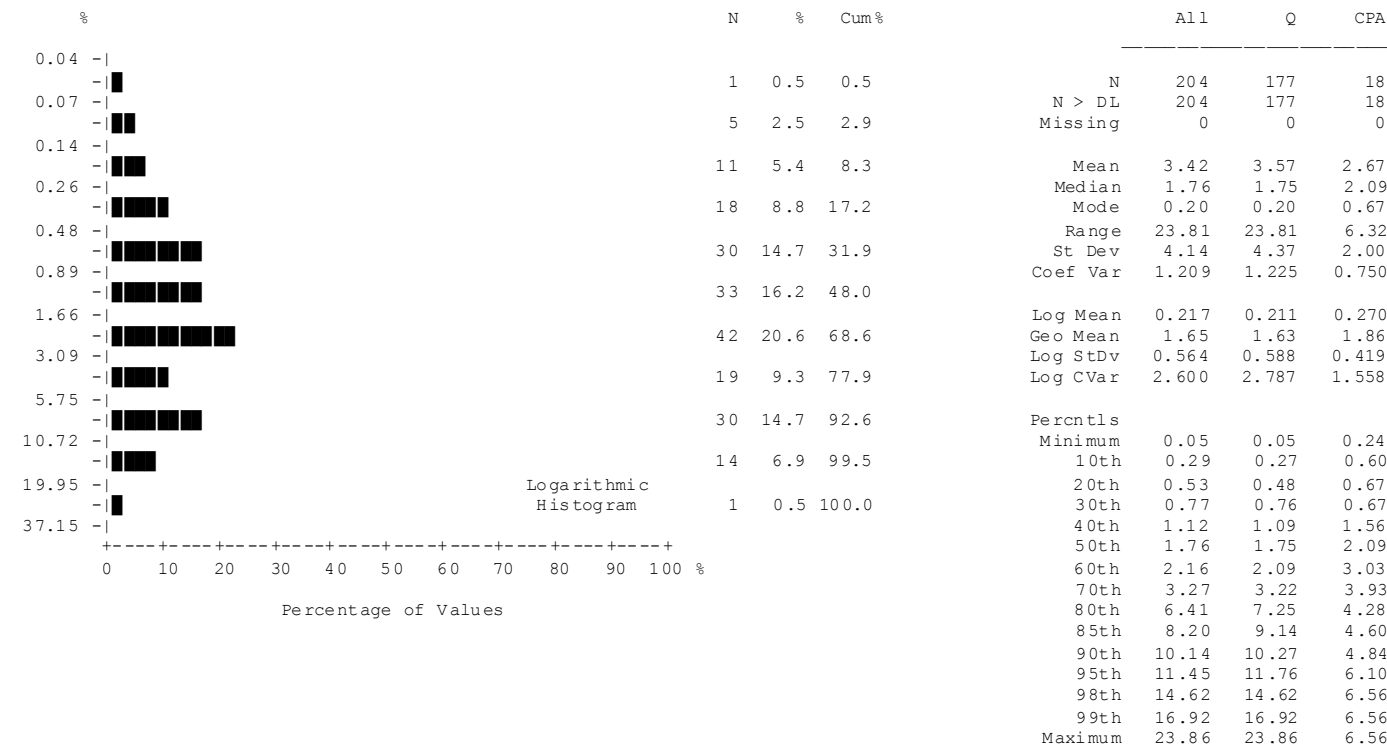 % N % Cum% All Q CPA
0.04 -|
-| 1 0.5 0.5 N 204 177 18
0.07 -| N > DL 204 177 18
-| 5 2.5 2.9 Missing 0 0 0
0.14 -|
-| 11 5.4 8.3 Mean 3.42 3.57 2.67
0.26 -| Median 1.76 1.75 2.09
-| 18 8.8 17.2 Mode 0.20 0.20 0.67
0.48 -| Range 23.81 23.81 6.32
-| 30 14.7 31.9 St Dev 4.14 4.37 2.00
0.89 -| Coef Var 1.209 1.225 0.750
-| 33 16.2 48.0
1.66 -| Log Mean 0.217 0.211 0.270
-| 42 20.6 68.6 Geo Mean 1.65 1.63 1.86
3.09 -| Log StDv 0.564 0.588 0.419
-| 19 9.3 77.9 Log CVar 2.600 2.787 1.558
5.75 -|
-| 30 14.7 92.6 Percntls
10.72 -| Minimum 0.05 0.05 0.24
-| 14 6.9 99.5 10th 0.29 0.27 0.60
19.95 -| Logarithmic 20th 0.53 0.48 0.67
-| Histogram 1 0.5 100.0 30th 0.77 0.76 0.67
37.15 -| 40th 1.12 1.09 1.56
+----+----+----+----+----+----+----+----+----+----+ 50th 1.76 1.75 2.09
0 10 20 30 40 50 60 70 80 90 100 % 60th 2.16 2.09 3.03
70th 3.27 3.22 3.93
Percentage of Values 80th 6.41 7.25 4.28
85th 8.20 9.14 4.60
90th 10.14 10.27 4.84
95th 11.45 11.76 6.10
98th 14.62 14.62 6.56
99th 16.92 16.92 6.56
Maximum 23.86 23.86 6.56